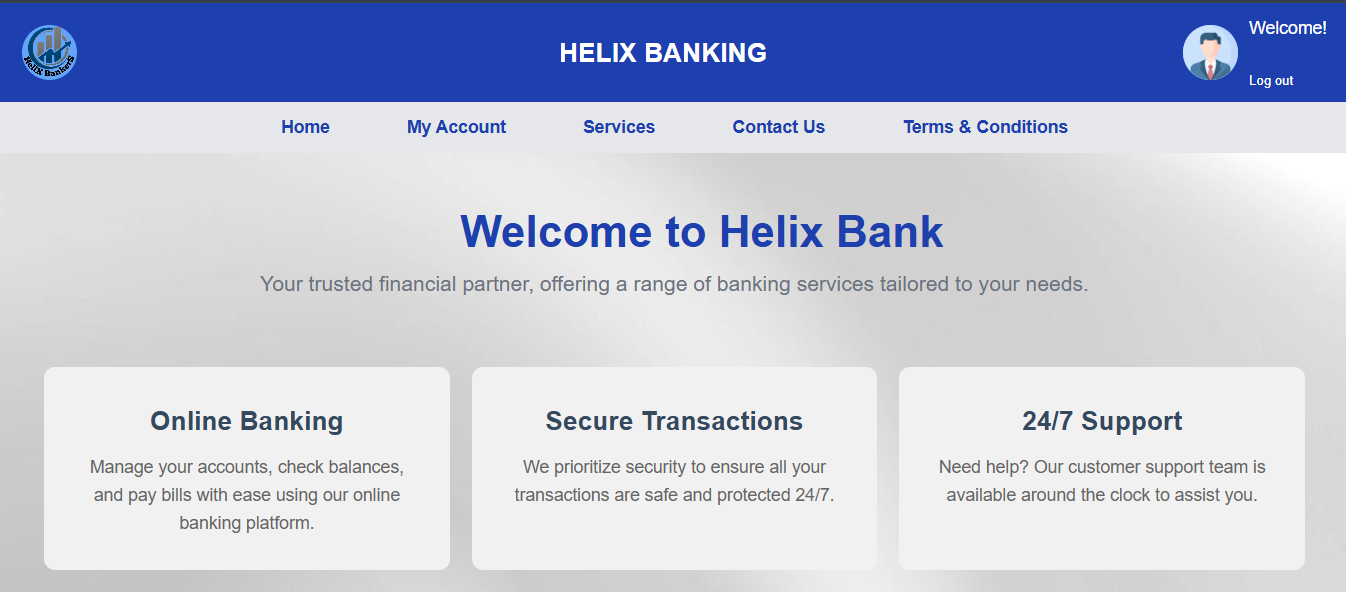 Helix Bankers
HELIX BANKING
Welcome!
Log out
Home My Account Services Contact Us Terms & Conditions
Welcome to Helix Bank
Your trusted financial partner, offering a range of banking services tailored to your needs.
Online Banking
Manage your accounts, check balances,
and pay bills with ease using our online
banking platform.
Secure Transactions
We prioritize security to ensure all your
transactions are safe and protected 24/7.
24/7 Support
Need help? Our customer support team is
available around the clock to assist you.